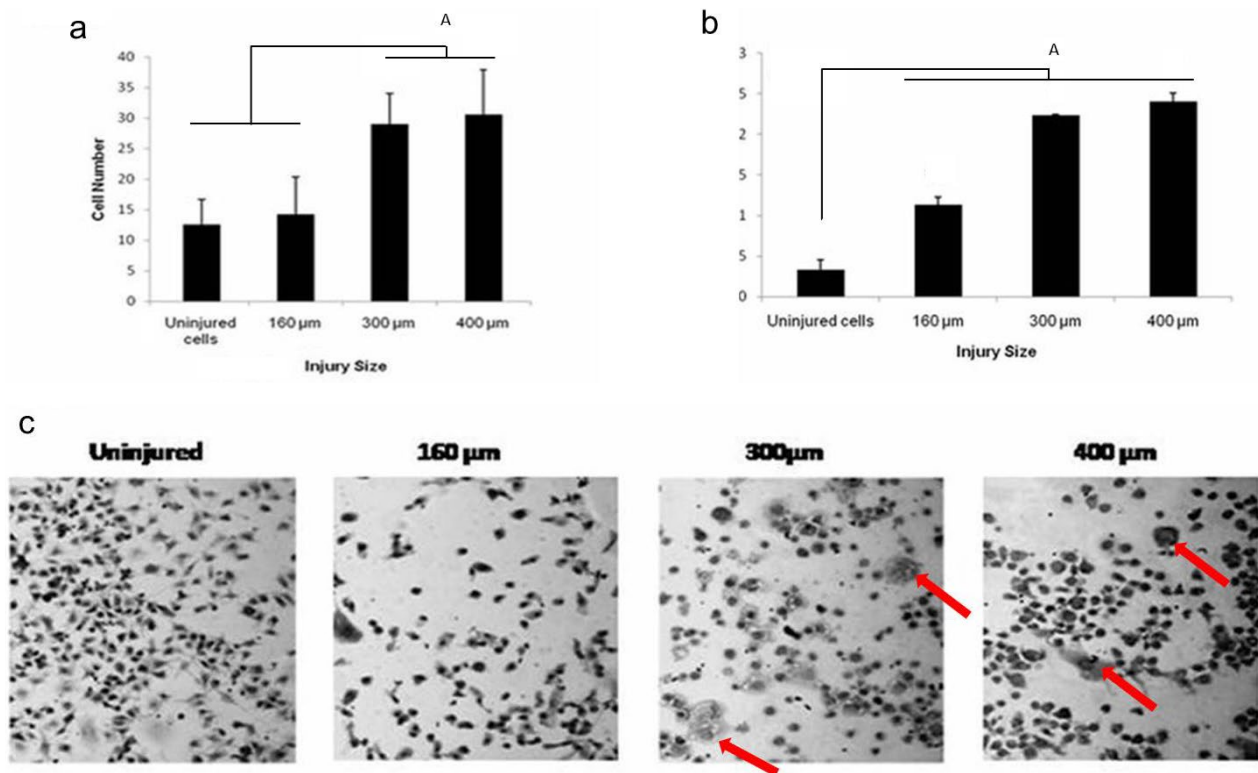 a
A
40
35
30
25
20
15
10
5
0
Cell Number
Uninjured cells
160 µm
300 µm
400 µm
Injury Size
b
A
3
5
2
5
1
5
0
Uninjured cells
160 µm
300 µm
400 µm
Injury Size
c
Uninjured
160 µm
300µm
400 µm